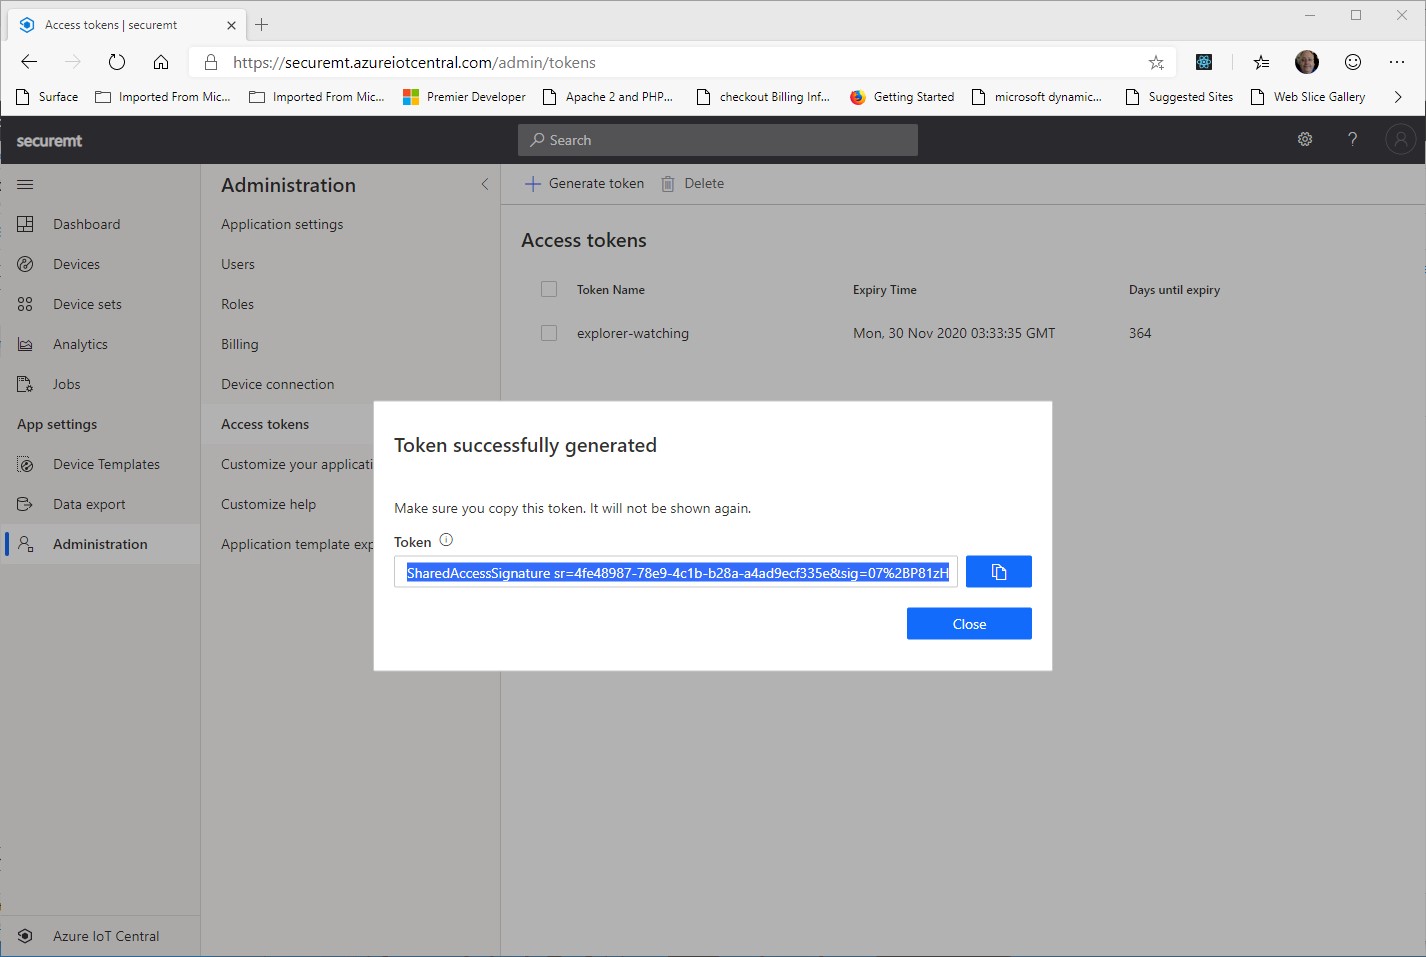 Access tokens | securemt
https://securemt.azureiotcentral.com/admin/tokens
Surface
Imported From Mic...
Imported From Mic...
Premier Developer
Apache 2 and PHP...
checkout Billing Inf...
Getting Started
microsoft dynamic...
Suggested Sites
Web Slice Gallery
securemt
Search
?
Dashboard
Devices
Device sets
Analytics
Jobs
App settings
Device Templates
Data export
Administration
Azure IoT Central
Administration
Application settings
Users
Roles
Billing
Device connection
Access tokens
Customize your applicati
Customize help
Application template exp
Generate token
Delete
Access tokens
Token Name Expiry Time Days until expiry
explorer-watching Mon, 30 Nov 2020 03:33:35 GMT 364
Token successfully generated
Make sure you copy this token. It will not be shown again.
Token
SharedAccessSignature sr=4fe48987-78e9-4c1b-b28a-a4ad9ecf335e&sig=07%2BP81zH
Close